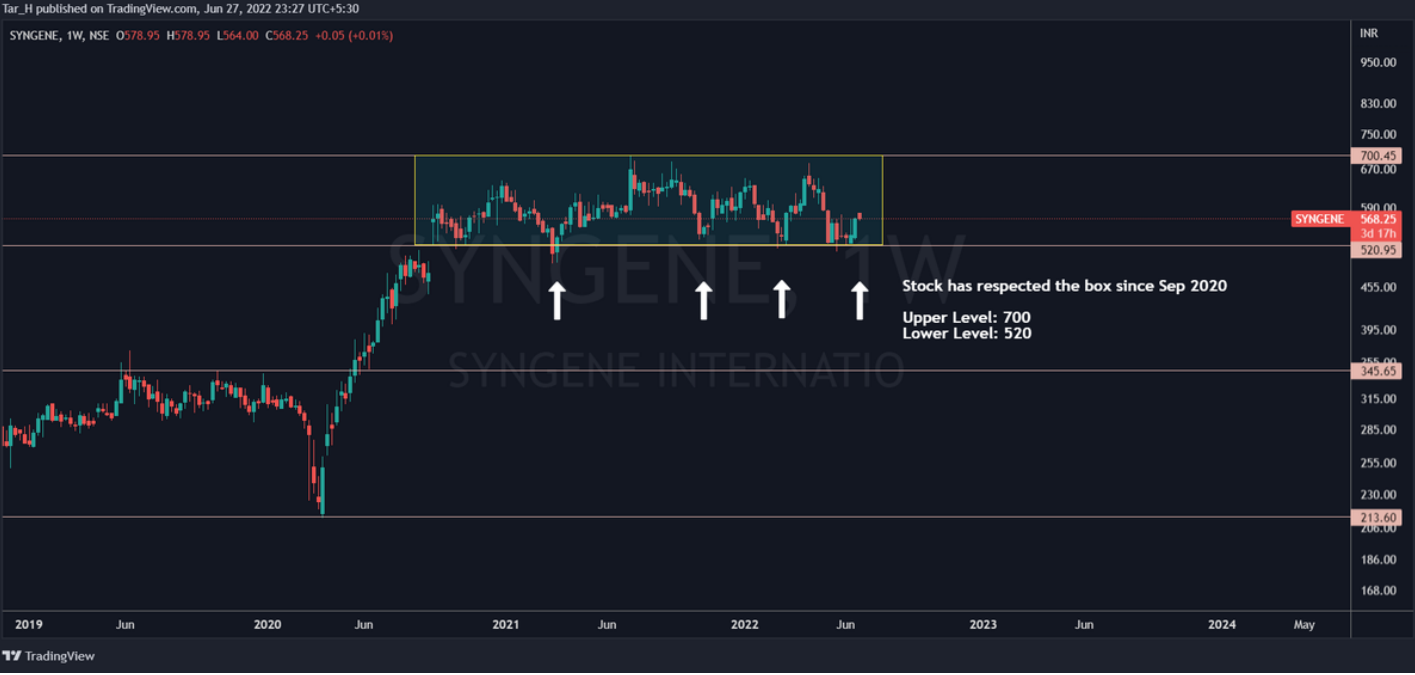 Tar_H published on TradingView.com, Jun 27, 2022 23:27 UTC+5:30
SYNGENE, 1W, NSE O578.95 H578.95 L564.00 C568.25 +0.05 (+0.01%)
INR
950.00
830.00
750.00
700.45
670.00
590.00
SYNGENE 568.25
3d 17h
520.95
SYNGENE, 1W
455.00
Stock has respected the box since Sep 2020
Upper Level: 700
Lower Level: 520
395.00
355.00
345.65
SYNGENE INTERNATIO
315.00
285.00
255.00
230.00
213.60
206.00
186.00
168.00
2019 Jun 2020 Jun 2021 Jun 2022 Jun 2023 Jun 2024 May
TradingView